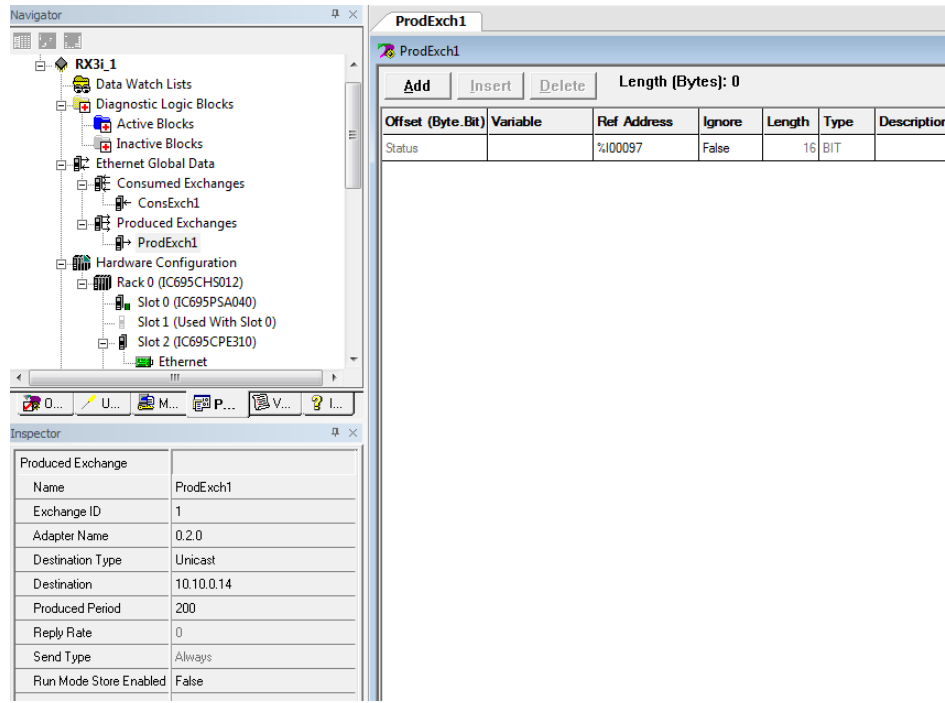 Navigator
RX3i_1
Data Watch Lists
Diagnostic Logic Blocks
Active Blocks
Inactive Blocks
Ethernet Global Data
Consumed Exchanges
ConsExch1
Produced Exchanges
ProdExch1
Hardware Configuration
Rack 0 (IC695CHS012)
Slot 0 (IC695PSA040)
Slot 1 (Used With Slot 0)
Slot 2 (IC695CPE310)
Ethernet
O... U... M... P... V... I...
Inspector
Produced Exchange
Name ProdExch1
Exchange ID 1
Adapter Name 0.2.0
Destination Type Unicast
Destination 10.10.0.14
Produced Period 200
Reply Rate 0
Send Type Always
Run Mode Store Enabled False
ProdExch1
ProdExch1
Add Insert Delete Length (Bytes): 0
Offset (Byte.Bit) Variable Ref Address Ignore Length Type Description
Status %I00097 False 16 BIT